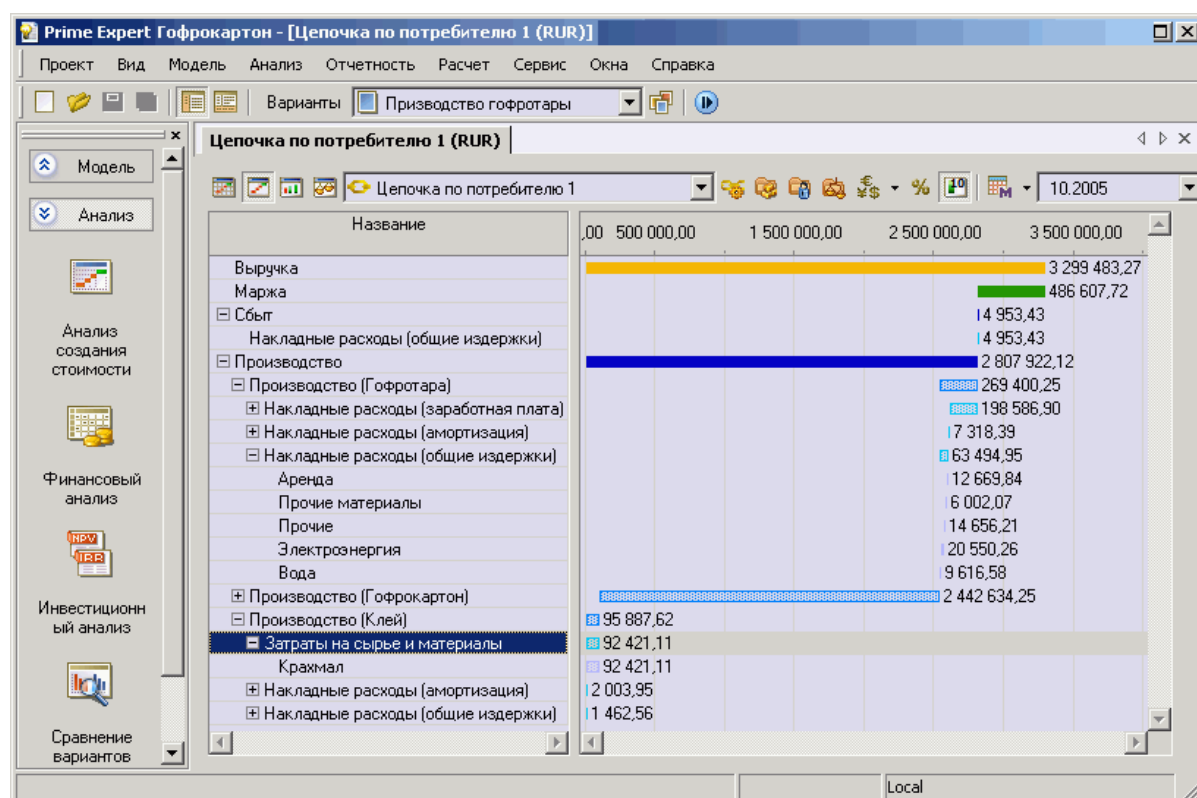 Prime Expert Гофрокартон - [Цепочка по потребителю 1 (RUR)]
Проект Вид Модель Анализ Отчетность Расчет Сервис Окна Справка
Варианты Призводство гофротары
Модель
Анализ
Анализ
создания
стоимости
Финансовый
анализ
NPV
IRR
Инвестиционн
ый анализ
Сравнение
вариантов
Цепочка по потребителю 1 (RUR)
Цепочка по потребителю 1 % 10.2005
Название ,00 500 000,00 1 500 000,00 2 500 000,00 3 500 000,00
Выручка 3 299 483,27
Маржа 486 607,72
Сбыт 4 953,43
Накладные расходы (общие издержки) 4 953,43
Производство 2 807 922,12
Производство (Гофротара) 269 400,25
Накладные расходы (заработная плата) 198 586,90
Накладные расходы (амортизация) 7 318,39
Накладные расходы (общие издержки) 63 494,95
Аренда 12 669,84
Прочие материалы 6 002,07
Прочие 14 656,21
Электроэнергия 20 550,26
Вода 9 616,58
Производство (Гофрокартон) 2 442 634,25
Производство (Клей) 95 887,62
Затраты на сырье и материалы 92 421,11
Крахмал 92 421,11
Накладные расходы (амортизация) 2 003,95
Накладные расходы (общие издержки) 1 462,56
Local